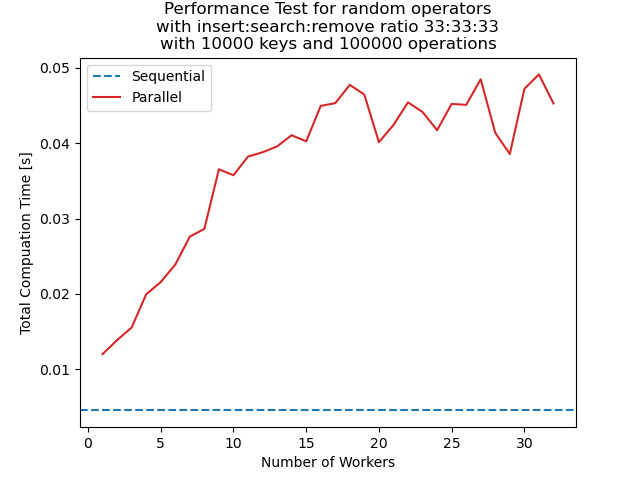 Performance Test for random operators
with insert:search:remove ratio 33:33:33
with 10000 keys and 100000 operations
Sequential
Parallel
Total Compuation Time [s]
0.05
0.04
0.03
0.02
0.01
0
5
10
15
20
25
30
Number of Workers